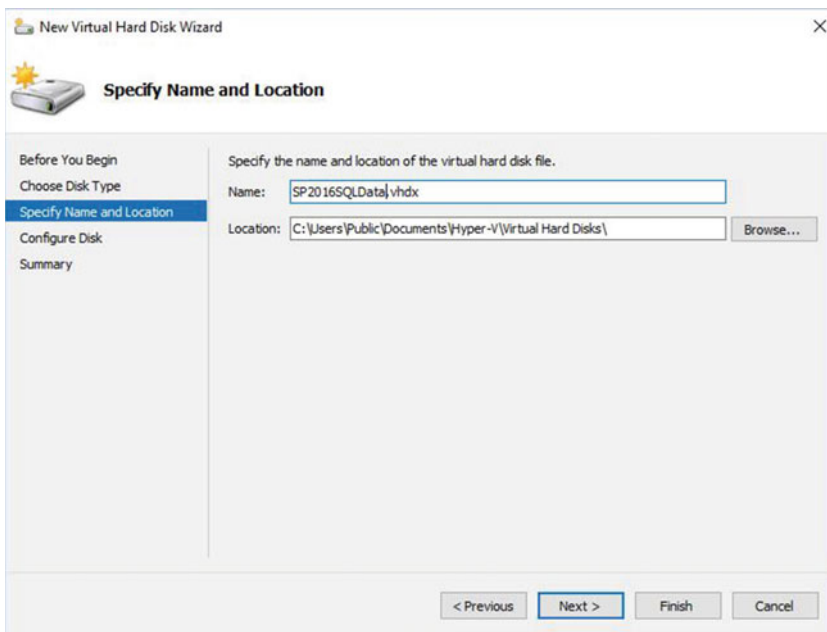 New Virtual Hard Disk Wizard
Specify Name and Location
Before You Begin
Choose Disk Type
Specify Name and Location
Configure Disk
Summary
Specify the name and location of the virtual hard disk file.
Name: SP2016SQLData.vhdx
Location: C:\Users\Public\Documents\Hyper-V\Virtual Hard Disks\ Browse...
< Previous Next > Finish Cancel